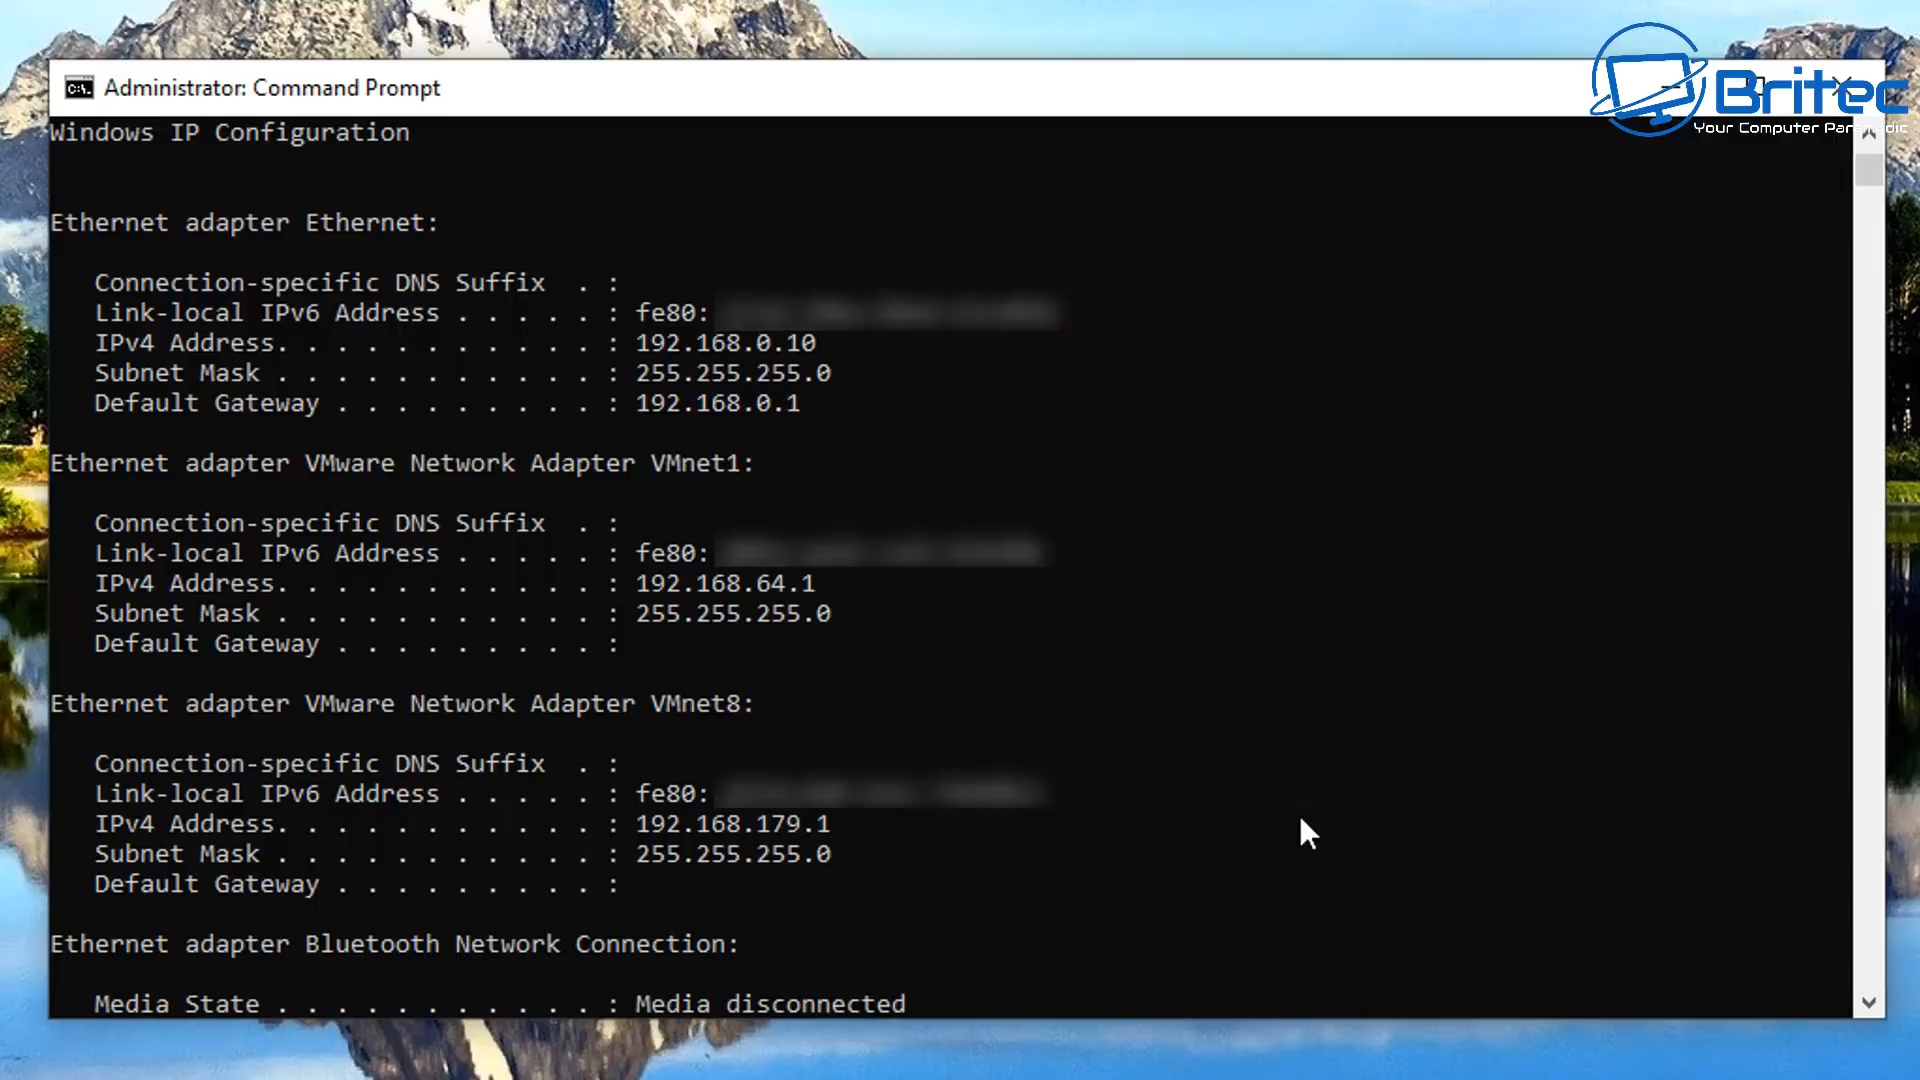 Administrator: Command Prompt
Britec
Your Computer Paramedic
Windows IP Configuration
Ethernet adapter Ethernet:
Connection-specific DNS Suffix . :
Link-local IPv6 Address . . . . . : fe80:
IPv4 Address. . . . . . . . . . . : 192.168.0.10
Subnet Mask . . . . . . . . . . . : 255.255.255.0
Default Gateway . . . . . . . . . : 192.168.0.1
Ethernet adapter VMware Network Adapter VMnet1:
Connection-specific DNS Suffix . :
Link-local IPv6 Address . . . . . : fe80:
IPv4 Address. . . . . . . . . . . : 192.168.64.1
Subnet Mask . . . . . . . . . . . : 255.255.255.0
Default Gateway . . . . . . . . . :
Ethernet adapter VMware Network Adapter VMnet8:
Connection-specific DNS Suffix . :
Link-local IPv6 Address . . . . . : fe80:
IPv4 Address. . . . . . . . . . . : 192.168.179.1
Subnet Mask . . . . . . . . . . . : 255.255.255.0
Default Gateway . . . . . . . . . :
Ethernet adapter Bluetooth Network Connection:
Media State . . . . . . . . . . . : Media disconnected